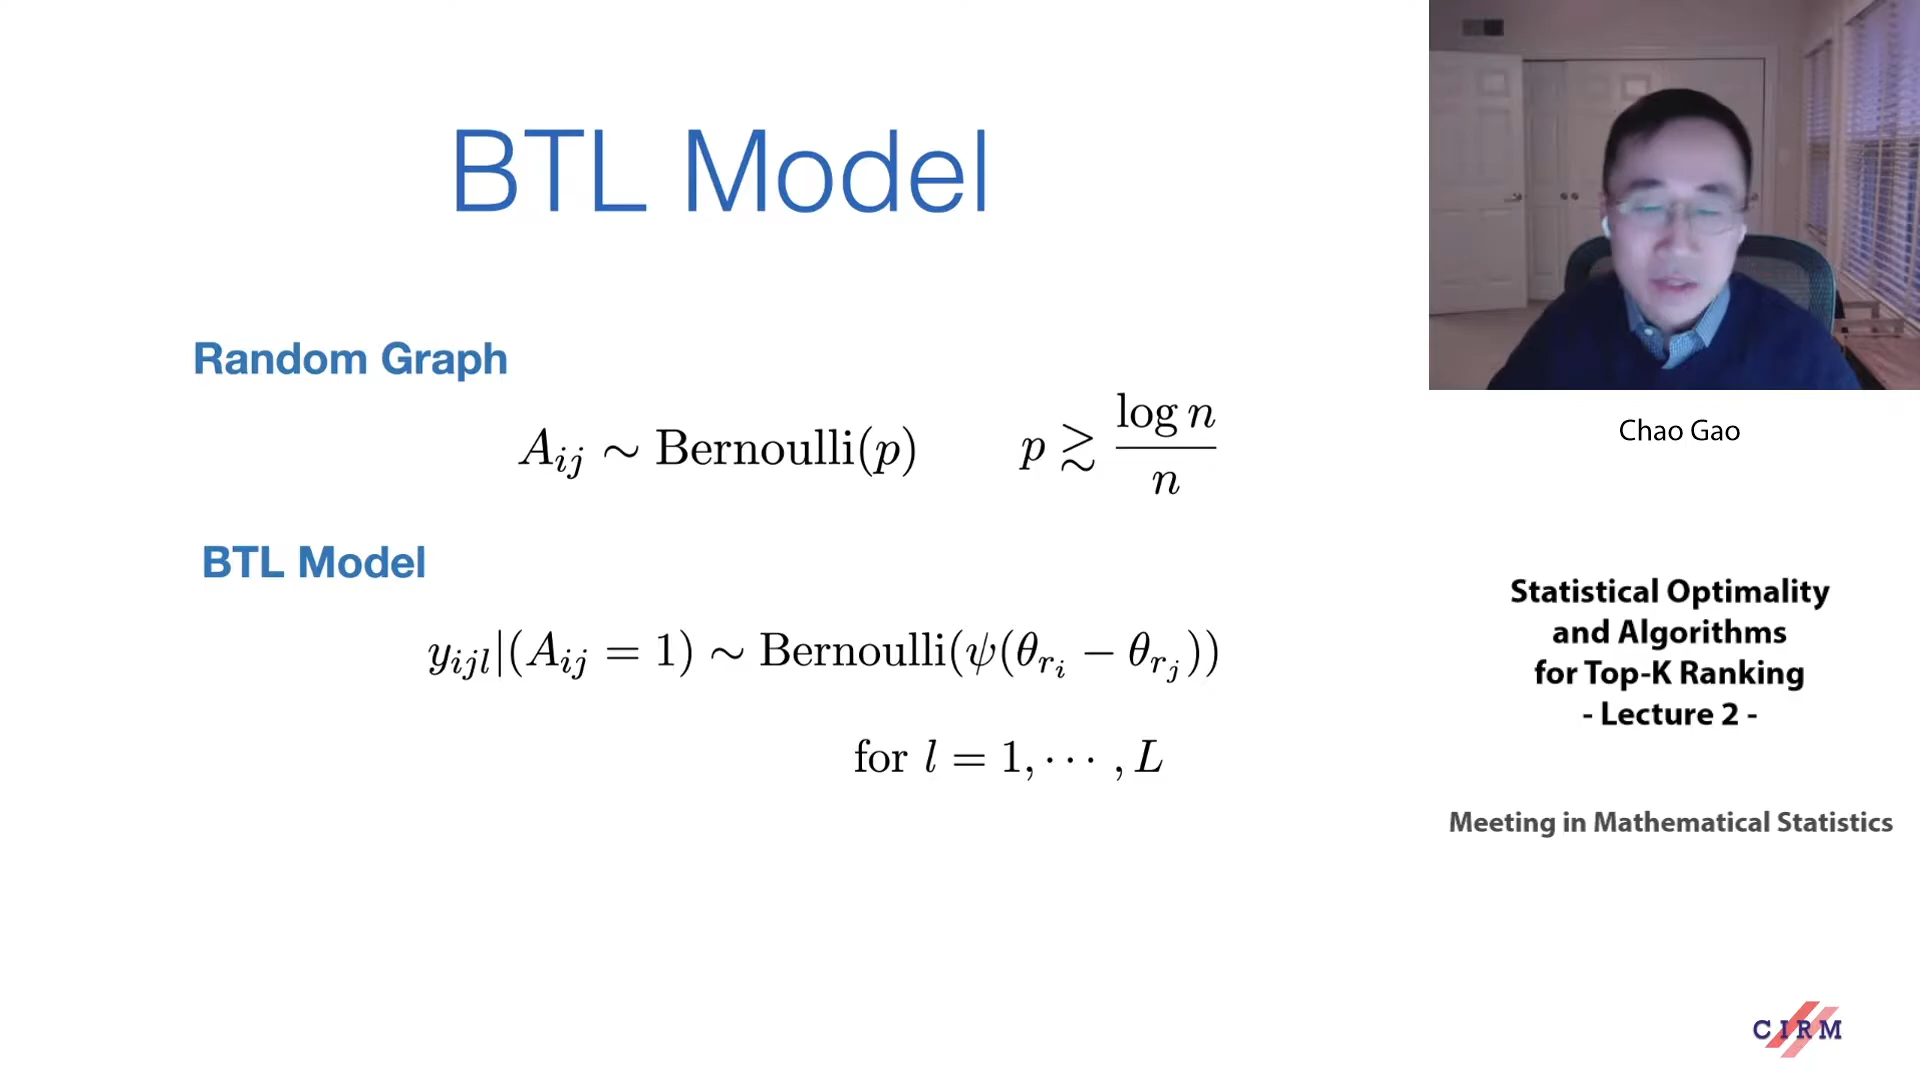 BTL Model
Random Graph
A_{ij} ∼ Bernoulli(p)    p ≳ \frac{log n}{n}
BTL Model
y_{ijl}|(A_{ij} = 1) ∼ Bernoulli(ψ(θ_{r_i} − θ_{r_j}))
for l = 1, ⋯ , L
Chao Gao
Statistical Optimality
and Algorithms
for Top-K Ranking
- Lecture 2 -
Meeting in Mathematical Statistics
CIRM